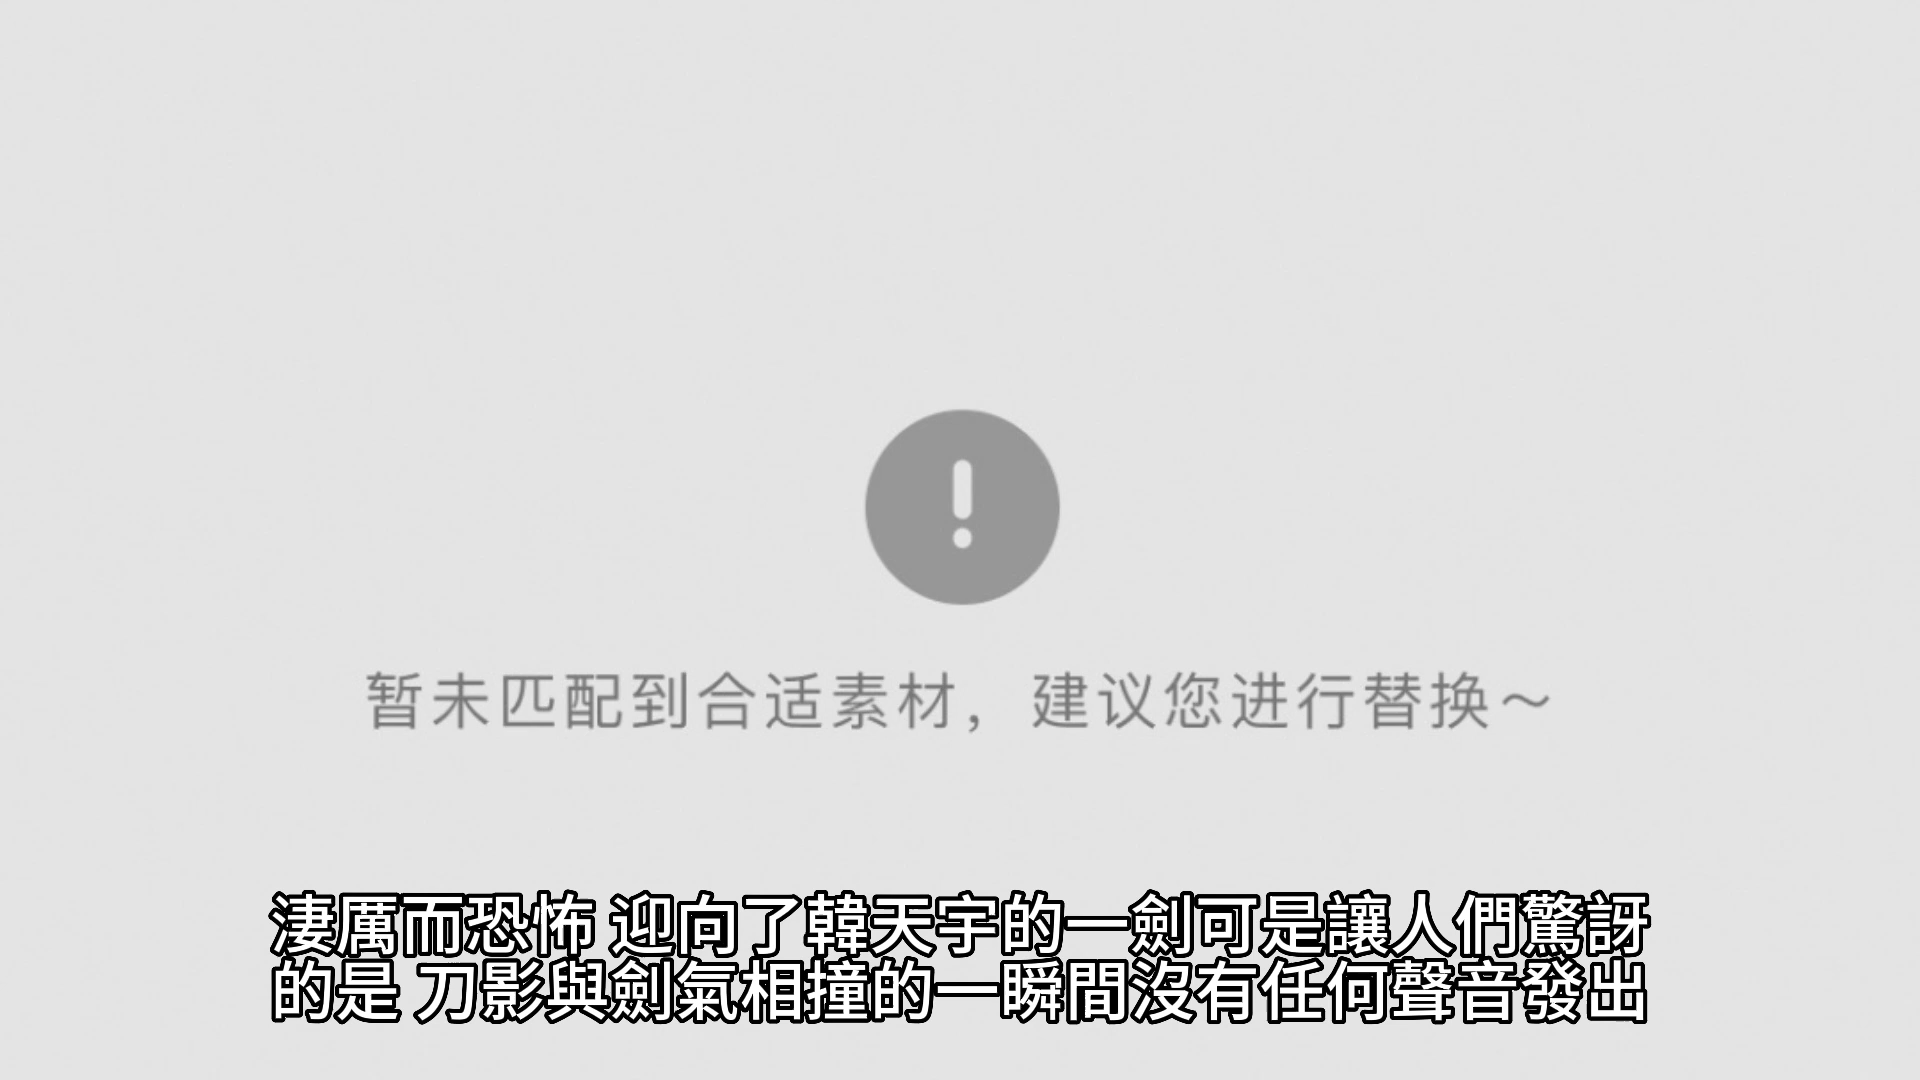 暂未匹配到合适素材，建议您进行替换～
淒厲而恐怖 迎向了韓天宇的一劍可是讓人們驚訝
的是 刀影與劍氣相撞的一瞬間沒有任何聲音發出